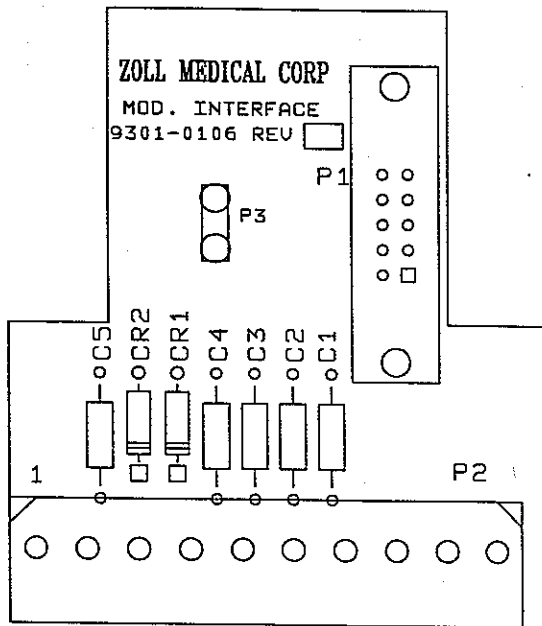 ZOLL MEDICAL CORP
MOD. INTERFACE
9301-0106 REV
P1
P3
C5
CR2
CR1
C4
C3
C2
C1
1
P2